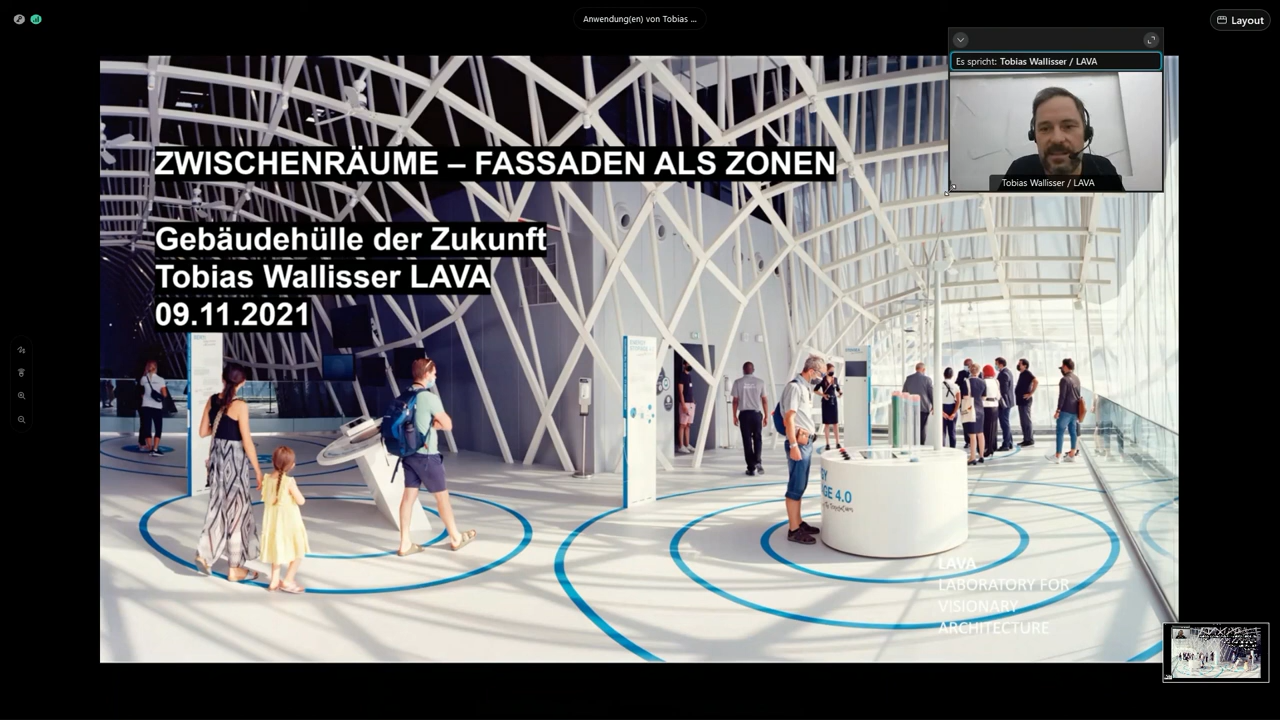 Anwendung(en) von Tobias ...
Layout
Es spricht: Tobias Wallisser / LAVA
Tobias Wallisser / LAVA
ZWISCHENRÄUME – FASSADEN ALS ZONEN
Gebäudehülle der Zukunft
Tobias Wallisser LAVA
09.11.2021
GE 4.0
LAVA
LABORATORY FOR
VISIONARY
ARCHITECTURE